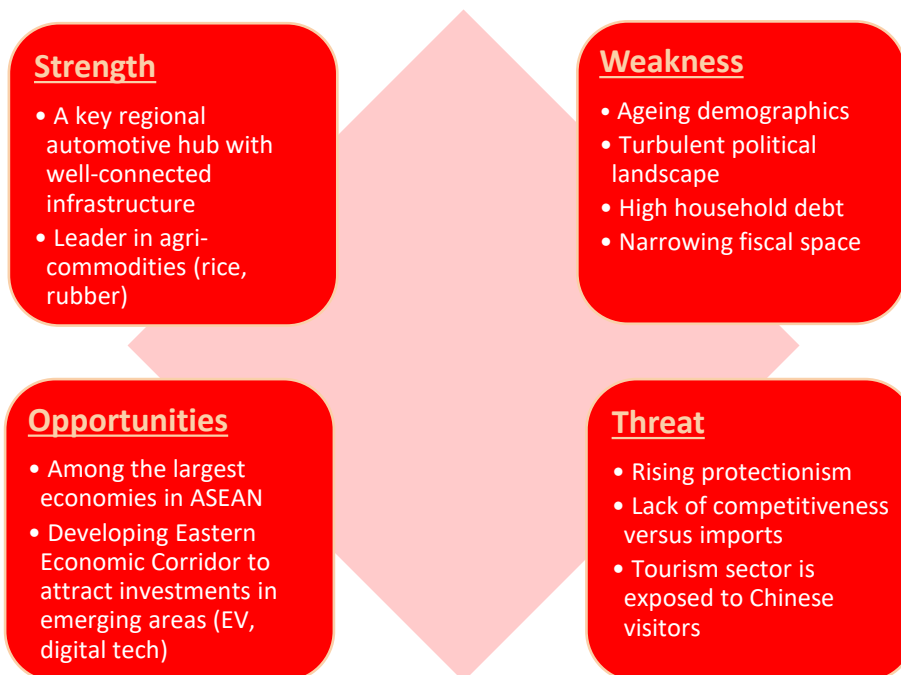 Strength
• A key regional
automotive hub with
well-connected
infrastructure
• Leader in agri-
commodities (rice,
rubber)
Weakness
• Ageing demographics
• Turbulent political
landscape
• High household debt
• Narrowing fiscal space
Opportunities
• Among the largest
economies in ASEAN
• Developing Eastern
Economic Corridor to
attract investments in
emerging areas (EV,
digital tech)
Threat
• Rising protectionism
• Lack of competitiveness
versus imports
• Tourism sector is
exposed to Chinese
visitors